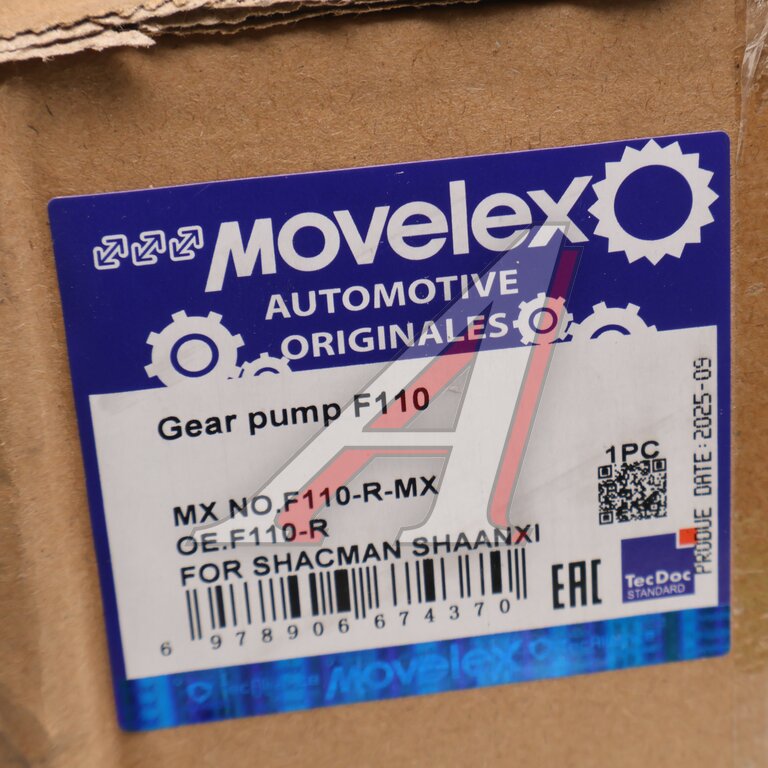 MOVELEX
AUTOMOTIVE
ORIGINALES
Gear pump F110
MX NO.F110-R-MX
OE.F110-R
FOR SHACMAN SHAANXI
1PC
PRODUE DATE:2025-09
EAC
TecDoc
STANDARD
6 978906 674370
MOVELEX